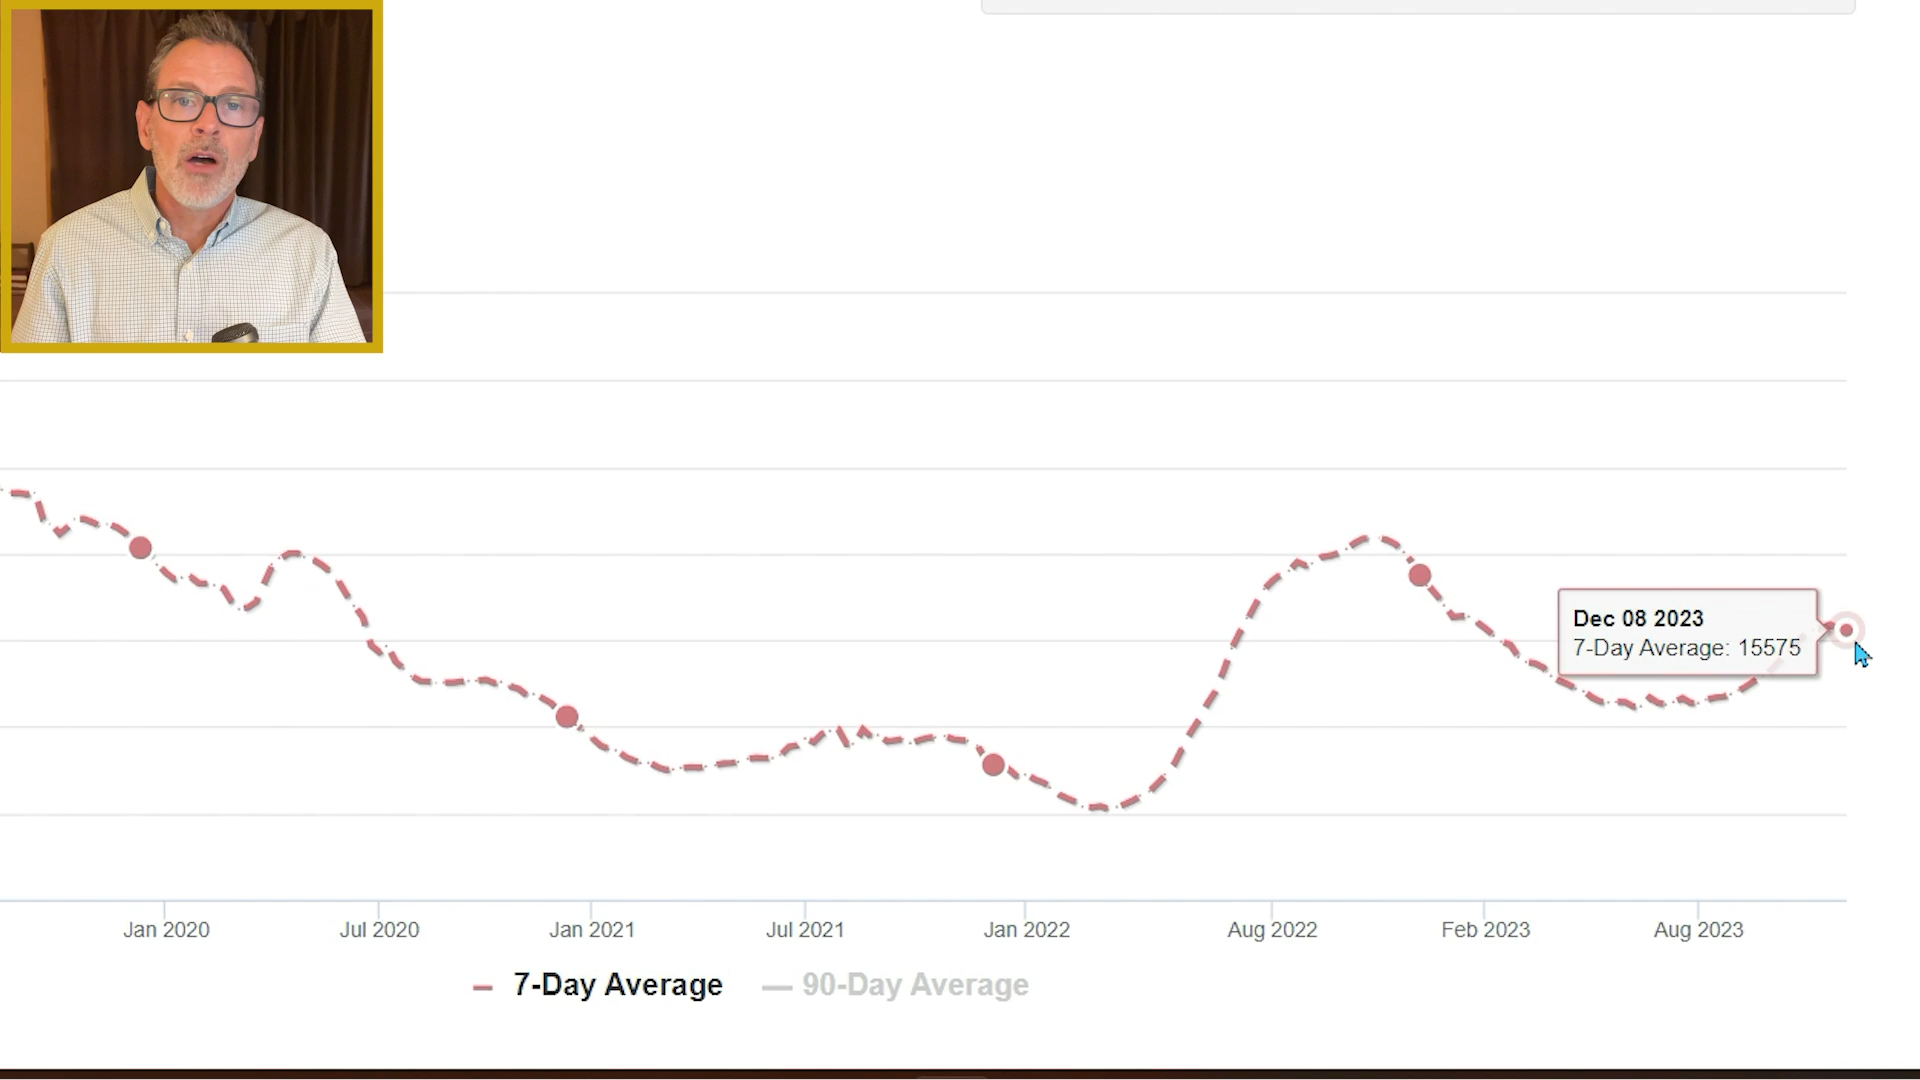 Dec 08 2023
7-Day Average: 15575
Jan 2020
Jul 2020
Jan 2021
Jul 2021
Jan 2022
Aug 2022
Feb 2023
Aug 2023
7-Day Average
90-Day Average